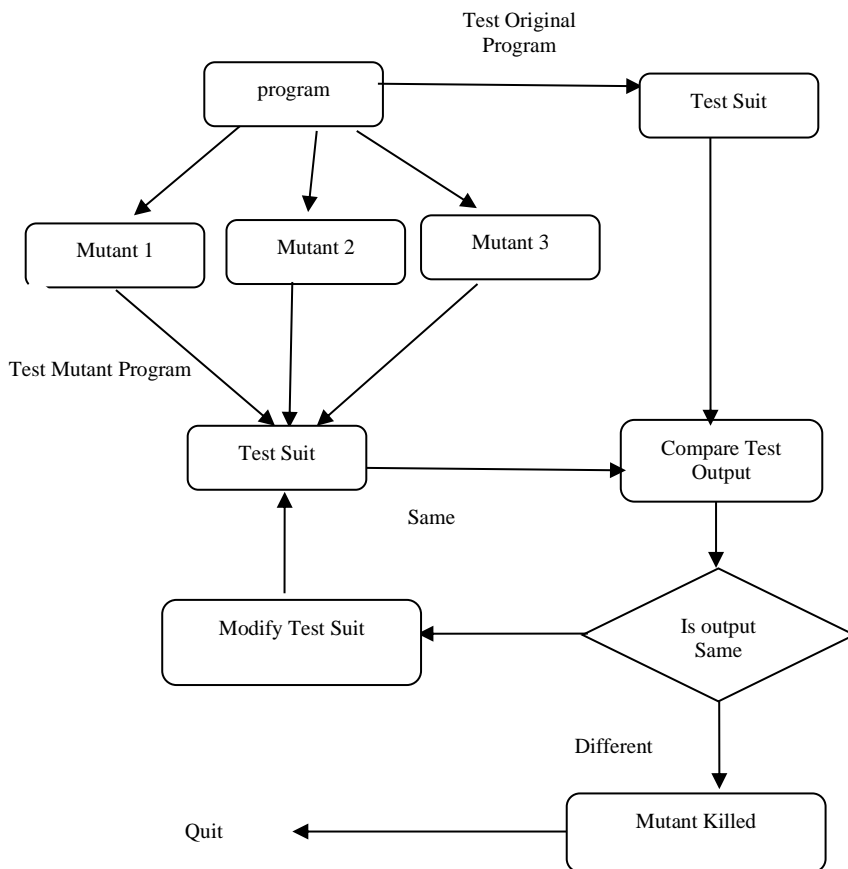 Test Original
Program
program
Test Suit
Mutant 1
Mutant 2
Mutant 3
Test Mutant Program
Test Suit
Compare Test
Output
Same
Modify Test Suit
Is output
Same
Different
Mutant Killed
Quit